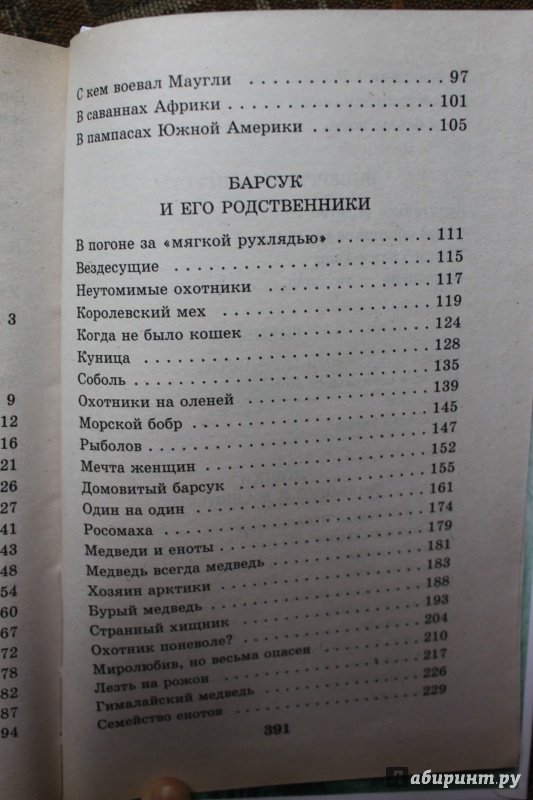 3
9
12
16
21
26
27
41
43
48
54
60
67
72
78
82
87
94
С кем воевал Маугли . . . . . . . . . . . . . . . 97
В саваннах Африки . . . . . . . . . . . . . . . 101
В пампасах Южной Америки . . . . . . . . . . 105
БАРСУК
И ЕГО РОДСТВЕННИКИ
В погоне за «мягкой рухлядью» . . . . . . . . 111
Вездесущие . . . . . . . . . . . . . . . . . . . 115
Неутомимые охотники . . . . . . . . . . . . . 117
Королевский мех . . . . . . . . . . . . . . . . 119
Когда не было кошек . . . . . . . . . . . . . . 124
Куница . . . . . . . . . . . . . . . . . . . . . 128
Соболь . . . . . . . . . . . . . . . . . . . . . 135
Охотники на оленей . . . . . . . . . . . . . . 139
Морской бобр . . . . . . . . . . . . . . . . . . 145
Рыболов . . . . . . . . . . . . . . . . . . . . 147
Мечта женщин . . . . . . . . . . . . . . . . . 152
Домовитый барсук . . . . . . . . . . . . . . . 155
Один на один . . . . . . . . . . . . . . . . . . 161
Росомаха . . . . . . . . . . . . . . . . . . . . 174
Медведи и еноты . . . . . . . . . . . . . . . . 179
Медведь всегда медведь . . . . . . . . . . . . 181
Хозяин арктики . . . . . . . . . . . . . . . . 183
Бурый медведь . . . . . . . . . . . . . . . . . 188
Странный хищник . . . . . . . . . . . . . . . 193
Охотник поневоле? . . . . . . . . . . . . . . . 204
Миролюбив, но весьма опасен . . . . . . . . . 210
Лезть на рожон . . . . . . . . . . . . . . . . 217
Гималайский медведь . . . . . . . . . . . . . 226
Семейство енотов . . . . . . . . . . . . . . . 229
391
Лабиринт.ру